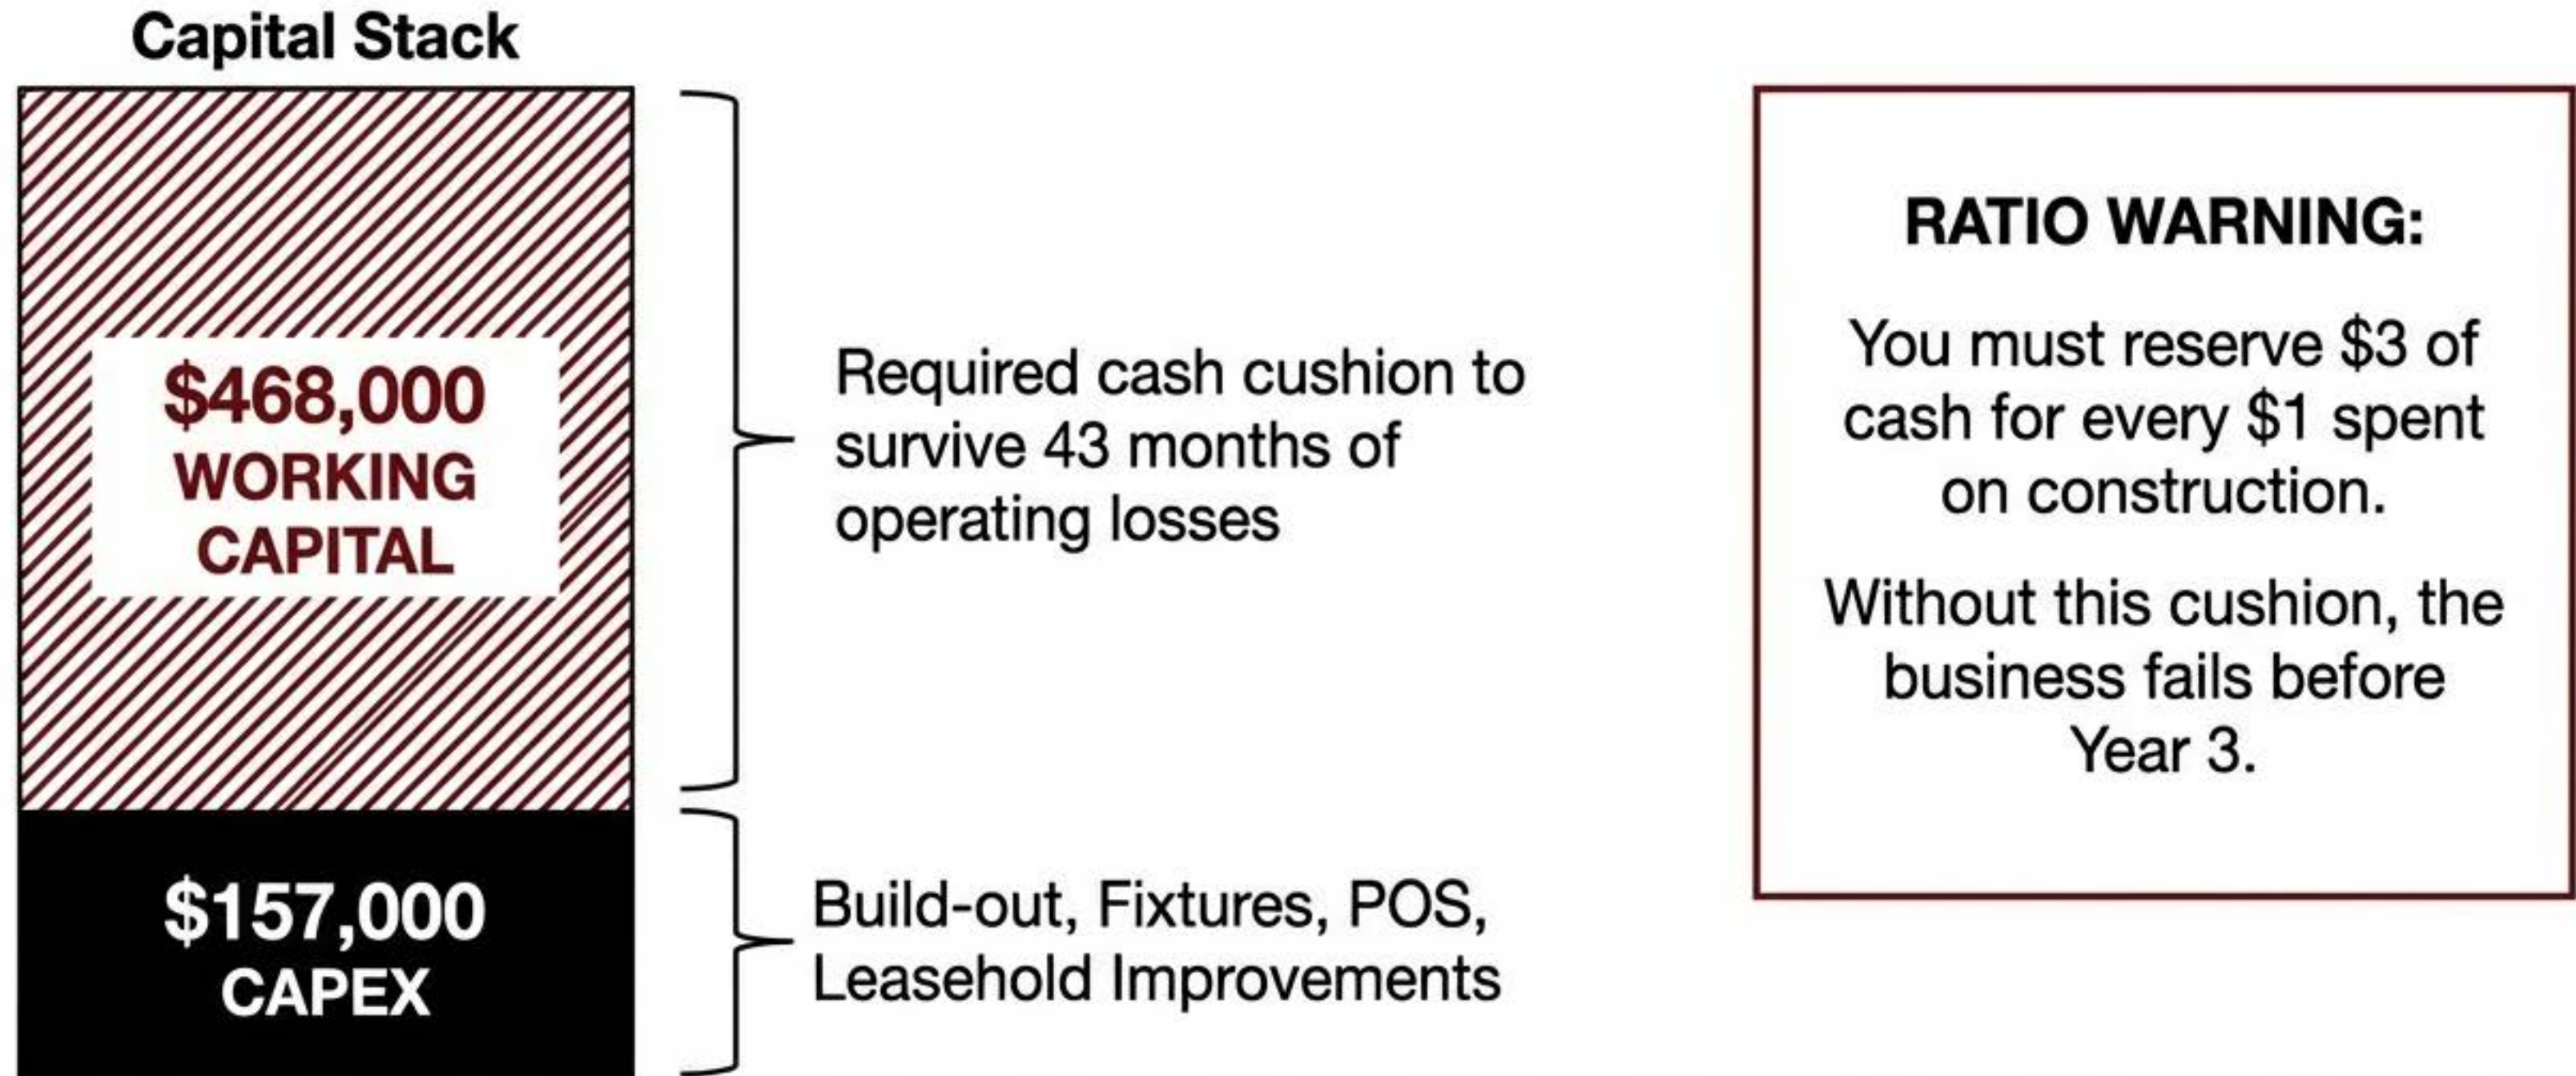 Capital Stack
$468,000
WORKING
CAPITAL
Required cash cushion to
survive 43 months of
operating losses
$157,000
CAPEX
Build-out, Fixtures, POS,
Leasehold Improvements
RATIO WARNING:
You must reserve $3 of
cash for every $1 spent
on construction.
Without this cushion, the
business fails before
Year 3.